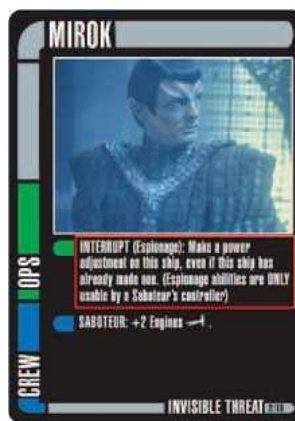 MIROK
INTERRUPT (Espionage): Make a power
adjustment on this ship, even if this ship has
already made one. (Espionage abilities are ONLY
usable by a Saboteur's controller)
SABOTEUR: +2 Engines
OPS
CREW
INVISIBLE THREAT